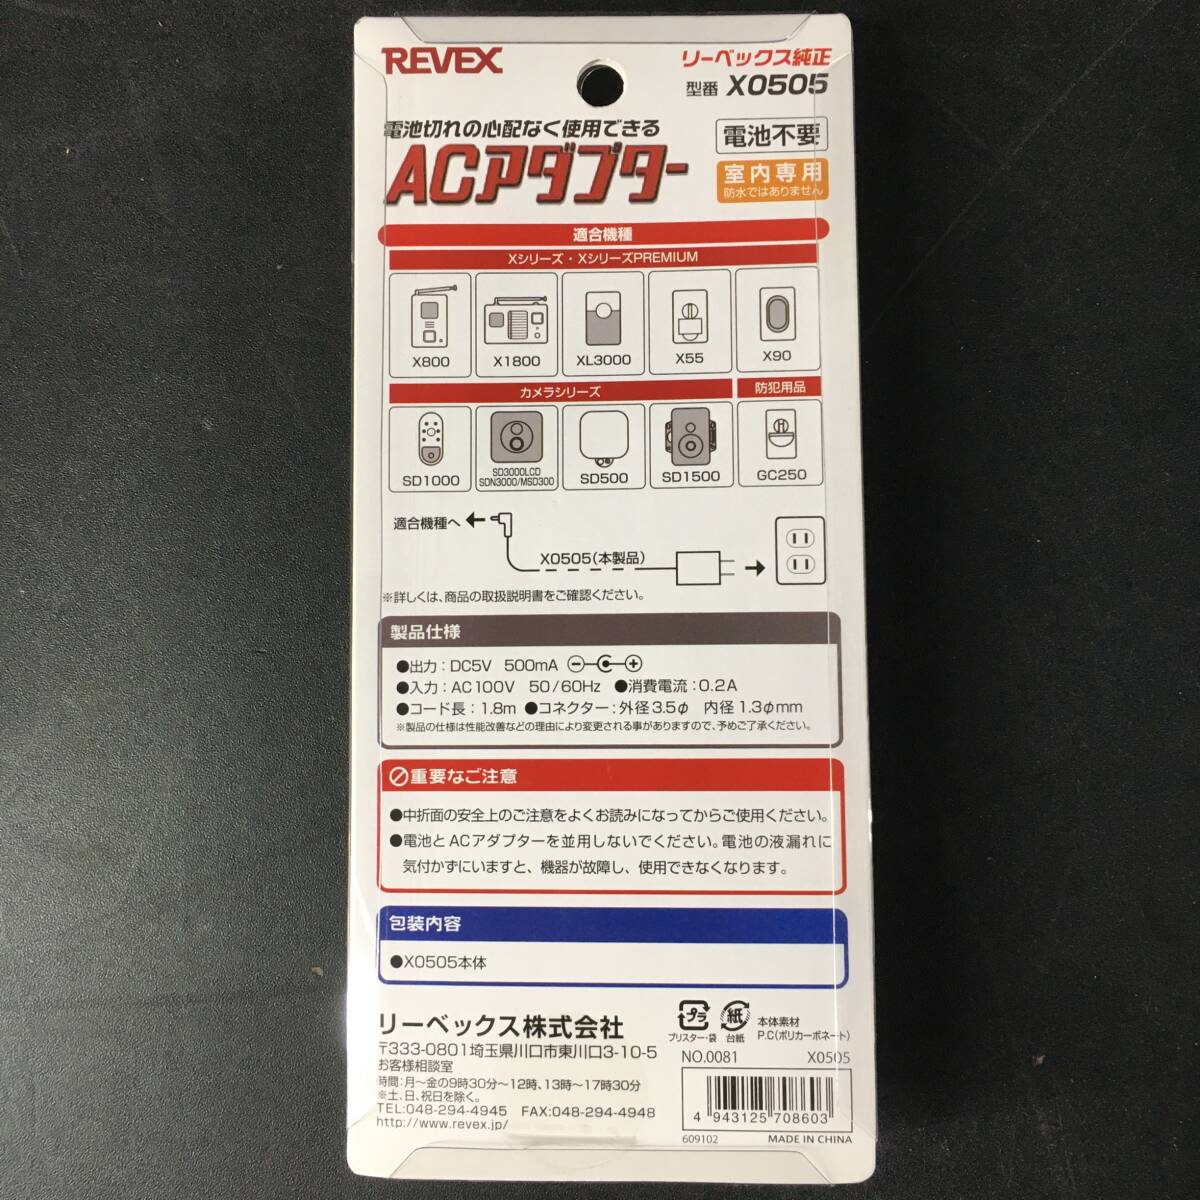 REVEX
リーベックス純正
型番 X0505
電池切れの心配なく使用できる
ACアダプター
電池不要
室内専用
防水ではありません
適合機種
Xシリーズ・XシリーズPREMIUM
X800
X1800
XL3000
X55
X90
カメラシリーズ
防犯用品
SD1000
SD3000LCD
SDN3000/MSD300
SD500
SD1500
GC250
適合機種へ
X0505(本製品)
※詳しくは、商品の取扱説明書をご確認ください。
製品仕様
●出力：DC5V 500mA
●入力：AC100V 50/60Hz ●消費電流：0.2A
●コード長：1.8m ●コネクター：外径3.5φ 内径1.3φmm
※製品の仕様は性能改善などの理由により変更される事がありますので、予めご了承ください。
重要なご注意
●中折面の安全上のご注意をよくお読みになってからご使用ください。
●電池とACアダプターを並用しないでください。電池の液漏れに
気付かずにいますと、機器が故障し、使用できなくなります。
包装内容
●X0505本体
リーベックス株式会社
〒333-0801埼玉県川口市東川口3-10-5
お客様相談室
時間：月〜金の9時30分〜12時、13時〜17時30分
※土、日、祝日を除く。
TEL:048-294-4945 FAX:048-294-4948
http://www.revex.jp/
プラ
ブリスター・袋
紙
台紙
本体素材
P.C(ポリカーボネート)
NO.0081 X0505
4 943125 708603
609102 MADE IN CHINA